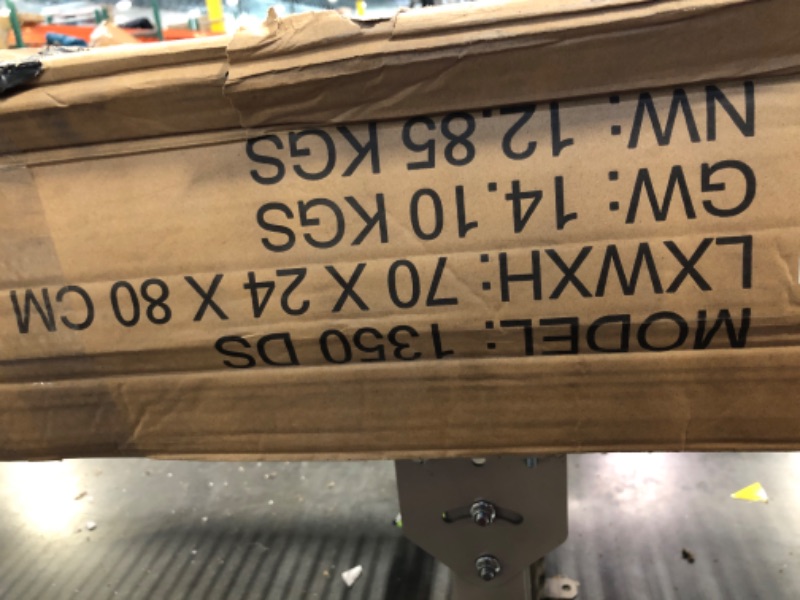 MODEL: 1350 DS
LXWXH: 70 X 24 X 80 CM
GW: 14.10 KGS
NW: 12.85 KGS